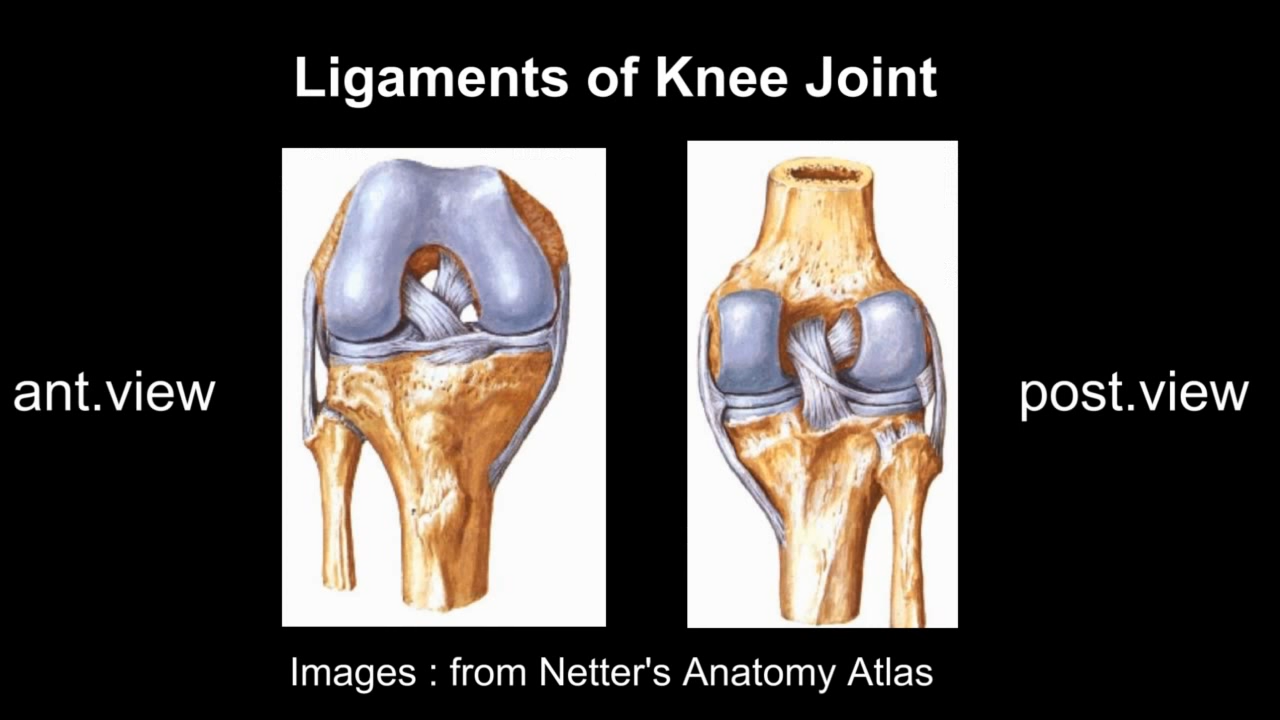 Ligaments of Knee Joint
ant.view
post.view
Images : from Netter's Anatomy Atlas